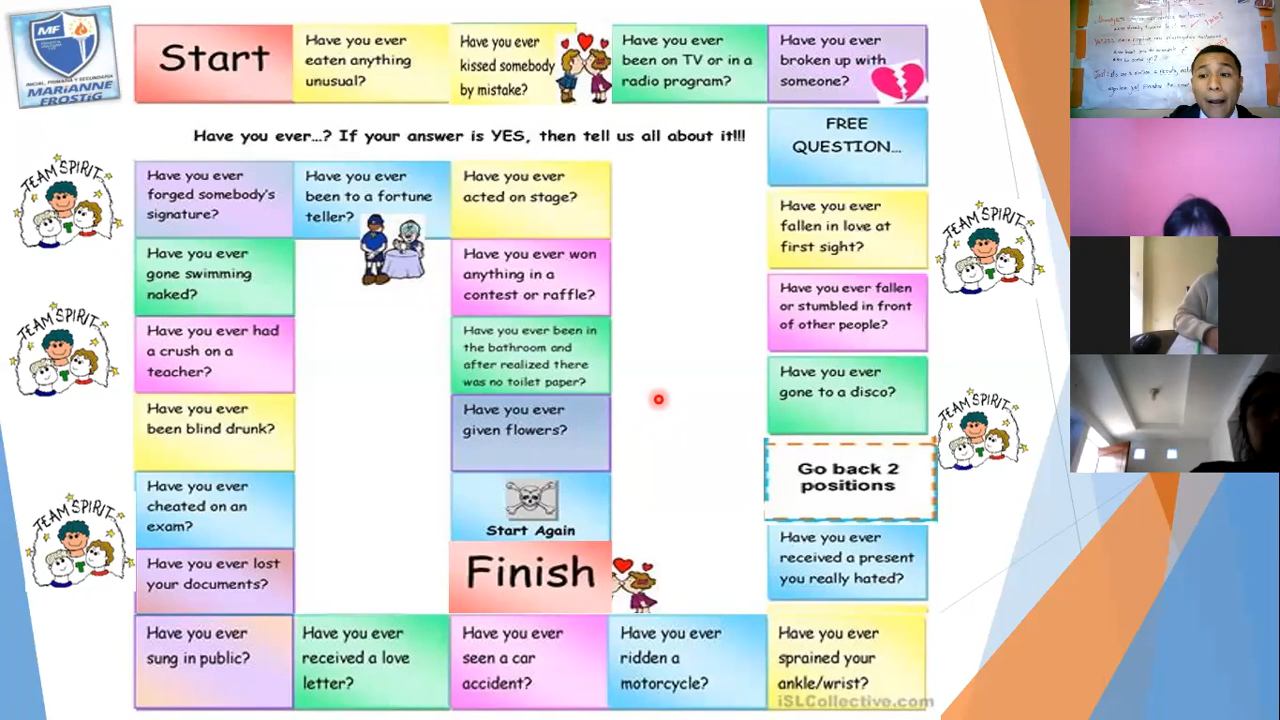 MF
INICIAL, PRIMARIA Y SECUNDARIA
MARiANNE
FROSTiG
Start
Have you ever
eaten anything
unusual?
Have you ever
kissed somebody
by mistake?
Have you ever
been on TV or in a
radio program?
Have you ever
broken up with
someone?
Have you ever...? If your answer is YES, then tell us all about it!!!
FREE
QUESTION...
Have you ever
fallen in love at
first sight?
Have you ever fallen
or stumbled in front
of other people?
Have you ever
gone to a disco?
Go back 2
positions
Have you ever
received a present
you really hated?
Have you ever
sprained your
ankle/wrist?
Have you ever
ridden a
motorcycle?
Have you ever
seen a car
accident?
Have you ever
received a love
letter?
Have you ever
sung in public?
Have you ever lost
your documents?
Have you ever
cheated on an
exam?
Have you ever
been blind drunk?
Have you ever had
a crush on a
teacher?
Have you ever
gone swimming
naked?
Have you ever
forged somebody's
signature?
Have you ever
been to a fortune
teller?
Have you ever
acted on stage?
Have you ever won
anything in a
contest or raffle?
Have you ever been in
the bathroom and
after realized there
was no toilet paper?
Have you ever
given flowers?
Start Again
Finish
TEAM SPIRIT
T
TEAM SPIRIT
T
TEAM SPIRIT
T
TEAM SPIRIT
T
TEAM SPIRIT
T
iSLCollective.com